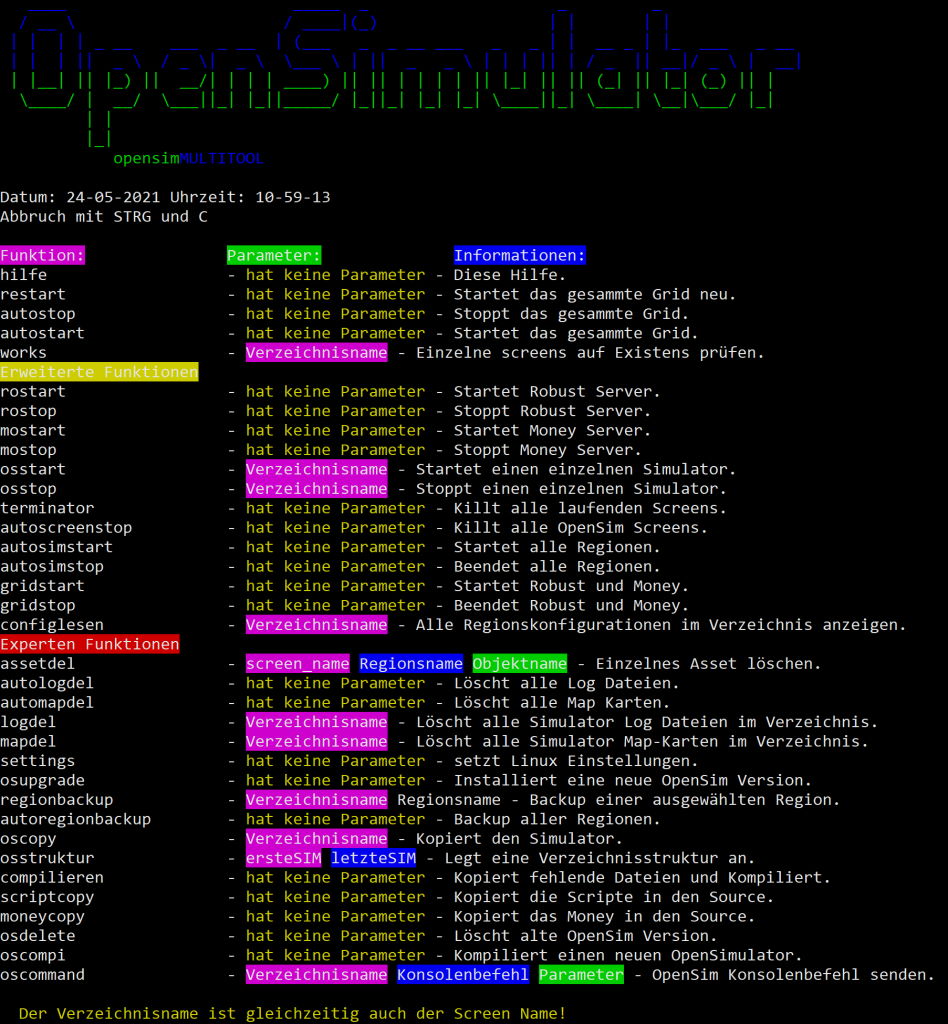 OpenSimulator
opensimMULTITOOL
Datum: 24-05-2021 Uhrzeit: 10-59-13
Abbruch mit STRG und C
Funktion: Parameter: Informationen:
hilfe - hat keine Parameter - Diese Hilfe.
restart - hat keine Parameter - Startet das gesammte Grid neu.
autostop - hat keine Parameter - Stoppt das gesammte Grid.
autostart - hat keine Parameter - Startet das gesammte Grid.
works - Verzeichnisname - Einzelne screens auf Existens prüfen.
Erweiterte Funktionen
rostart - hat keine Parameter - Startet Robust Server.
rostop - hat keine Parameter - Stoppt Robust Server.
mostart - hat keine Parameter - Startet Money Server.
mostop - hat keine Parameter - Stoppt Money Server.
osstart - Verzeichnisname - Startet einen einzelnen Simulator.
osstop - Verzeichnisname - Stoppt einen einzelnen Simulator.
terminator - hat keine Parameter - Killt alle laufenden Screens.
autoscreenstop - hat keine Parameter - Killt alle OpenSim Screens.
autosimstart - hat keine Parameter - Startet alle Regionen.
autosimstop - hat keine Parameter - Beendet alle Regionen.
gridstart - hat keine Parameter - Startet Robust und Money.
gridstop - hat keine Parameter - Beendet Robust und Money.
configlesen - Verzeichnisname - Alle Regionskonfigurationen im Verzeichnis anzeigen.
Experten Funktionen
assetdel - screen_name Regionsname Objektname - Einzelnes Asset löschen.
autologdel - hat keine Parameter - Löscht alle Log Dateien.
automapdel - hat keine Parameter - Löscht alle Map Karten.
logdel - Verzeichnisname - Löscht alle Simulator Log Dateien im Verzeichnis.
mapdel - Verzeichnisname - Löscht alle Simulator Map-Karten im Verzeichnis.
settings - hat keine Parameter - setzt Linux Einstellungen.
osupgrade - hat keine Parameter - Installiert eine neue OpenSim Version.
regionbackup - Verzeichnisname Regionsname - Backup einer ausgewählten Region.
autoregionbackup - hat keine Parameter - Backup aller Regionen.
oscopy - Verzeichnisname - Kopiert den Simulator.
osstruktur - ersteSIM letzteSIM - Legt eine Verzeichnisstruktur an.
compilieren - hat keine Parameter - Kopiert fehlende Dateien und Kompiliert.
scriptcopy - hat keine Parameter - Kopiert die Scripte in den Source.
moneycopy - hat keine Parameter - Kopiert das Money in den Source.
osdelete - hat keine Parameter - Löscht alte OpenSim Version.
oscompi - hat keine Parameter - Kompiliert einen neuen OpenSimulator.
oscommand - Verzeichnisname Konsolenbefehl Parameter - OpenSim Konsolenbefehl senden.
Der Verzeichnisname ist gleichzeitig auch der Screen Name!